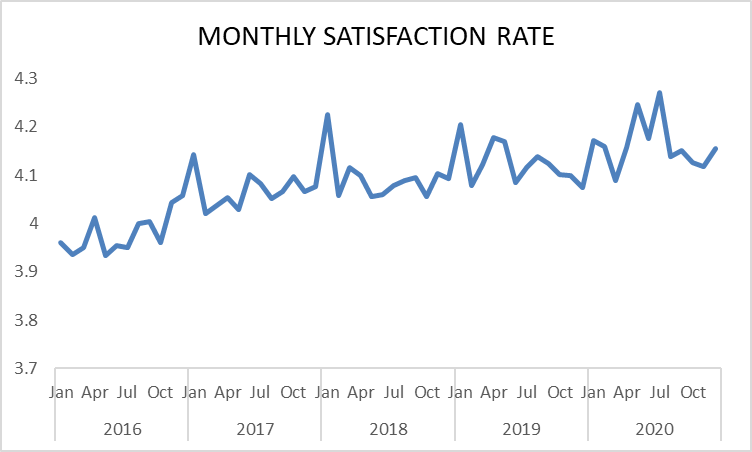 MONTHLY SATISFACTION RATE
4.3
4.2
4.1
4
3.9
3.8
3.7
Jan Apr Jul Oct Jan Apr Jul Oct Jan Apr Jul Oct Jan Apr Jul Oct Jan Apr Jul Oct
2016 2017 2018 2019 2020